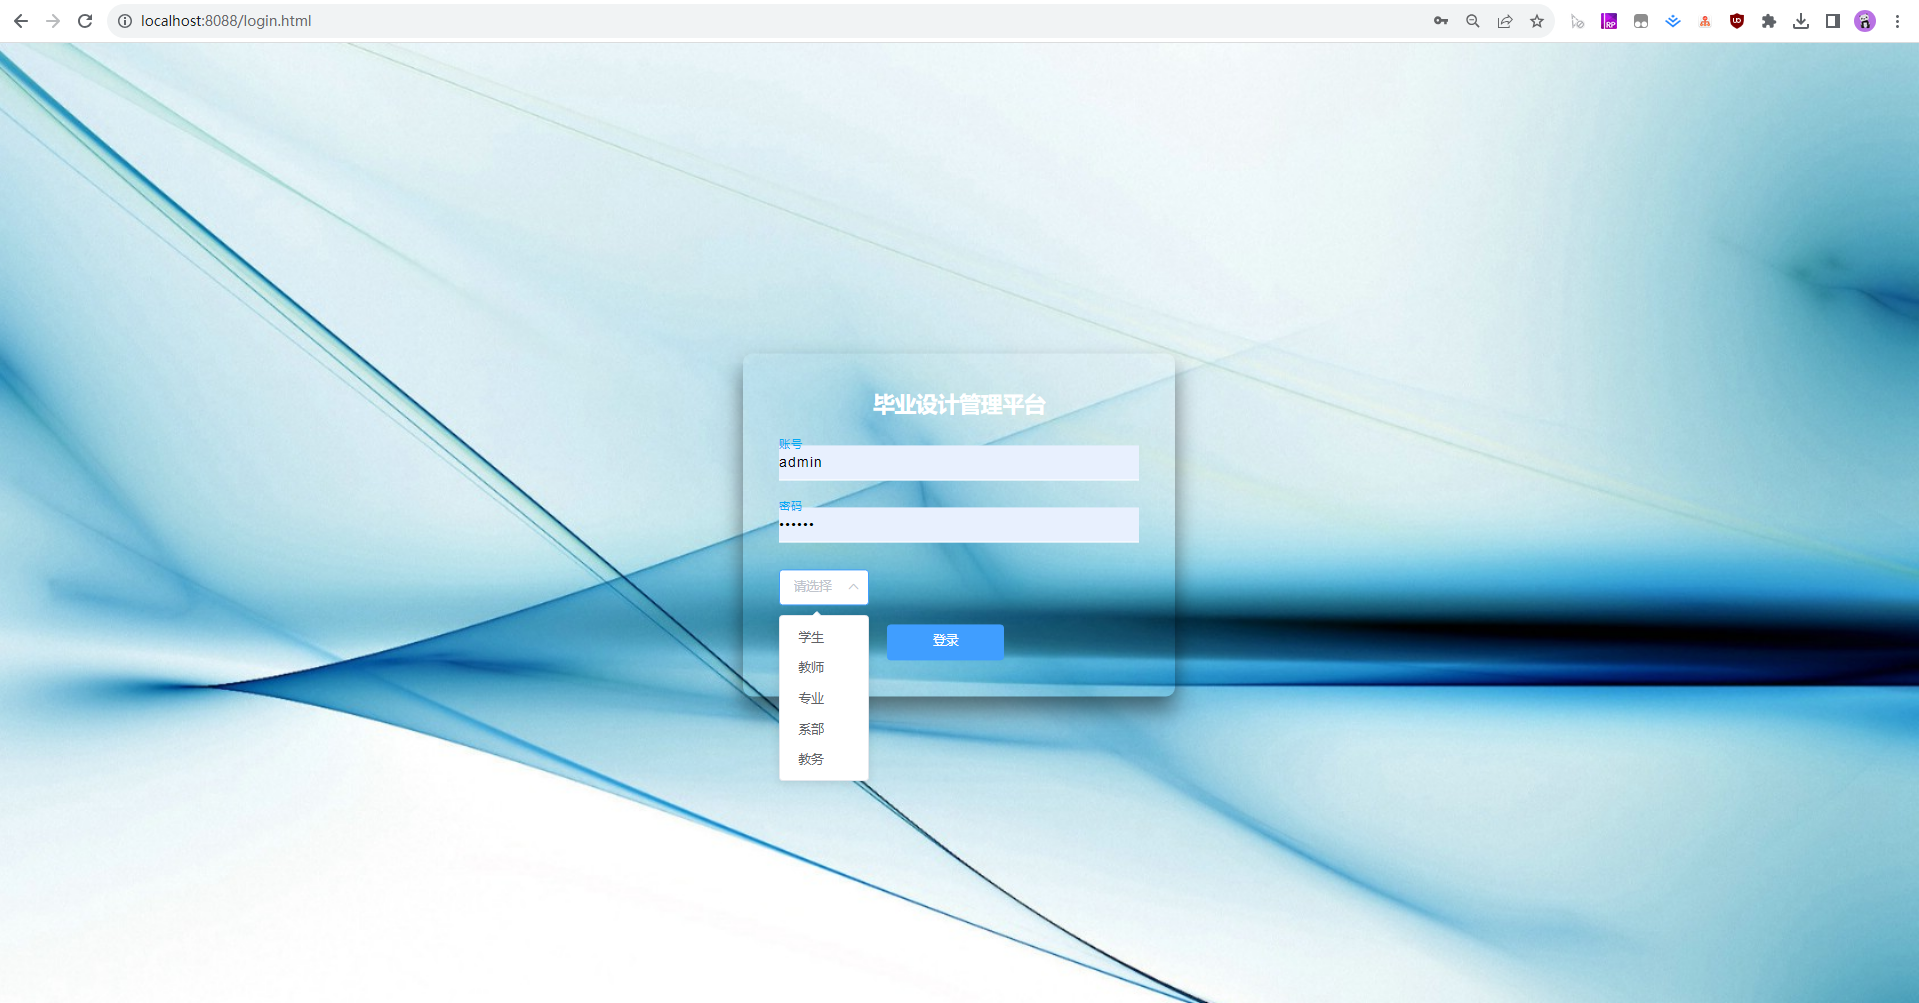 localhost:8088/login.html
毕业设计管理平台
账号
admin
密码
••••••
请选择
学生
登录
教师
专业
系部
教务